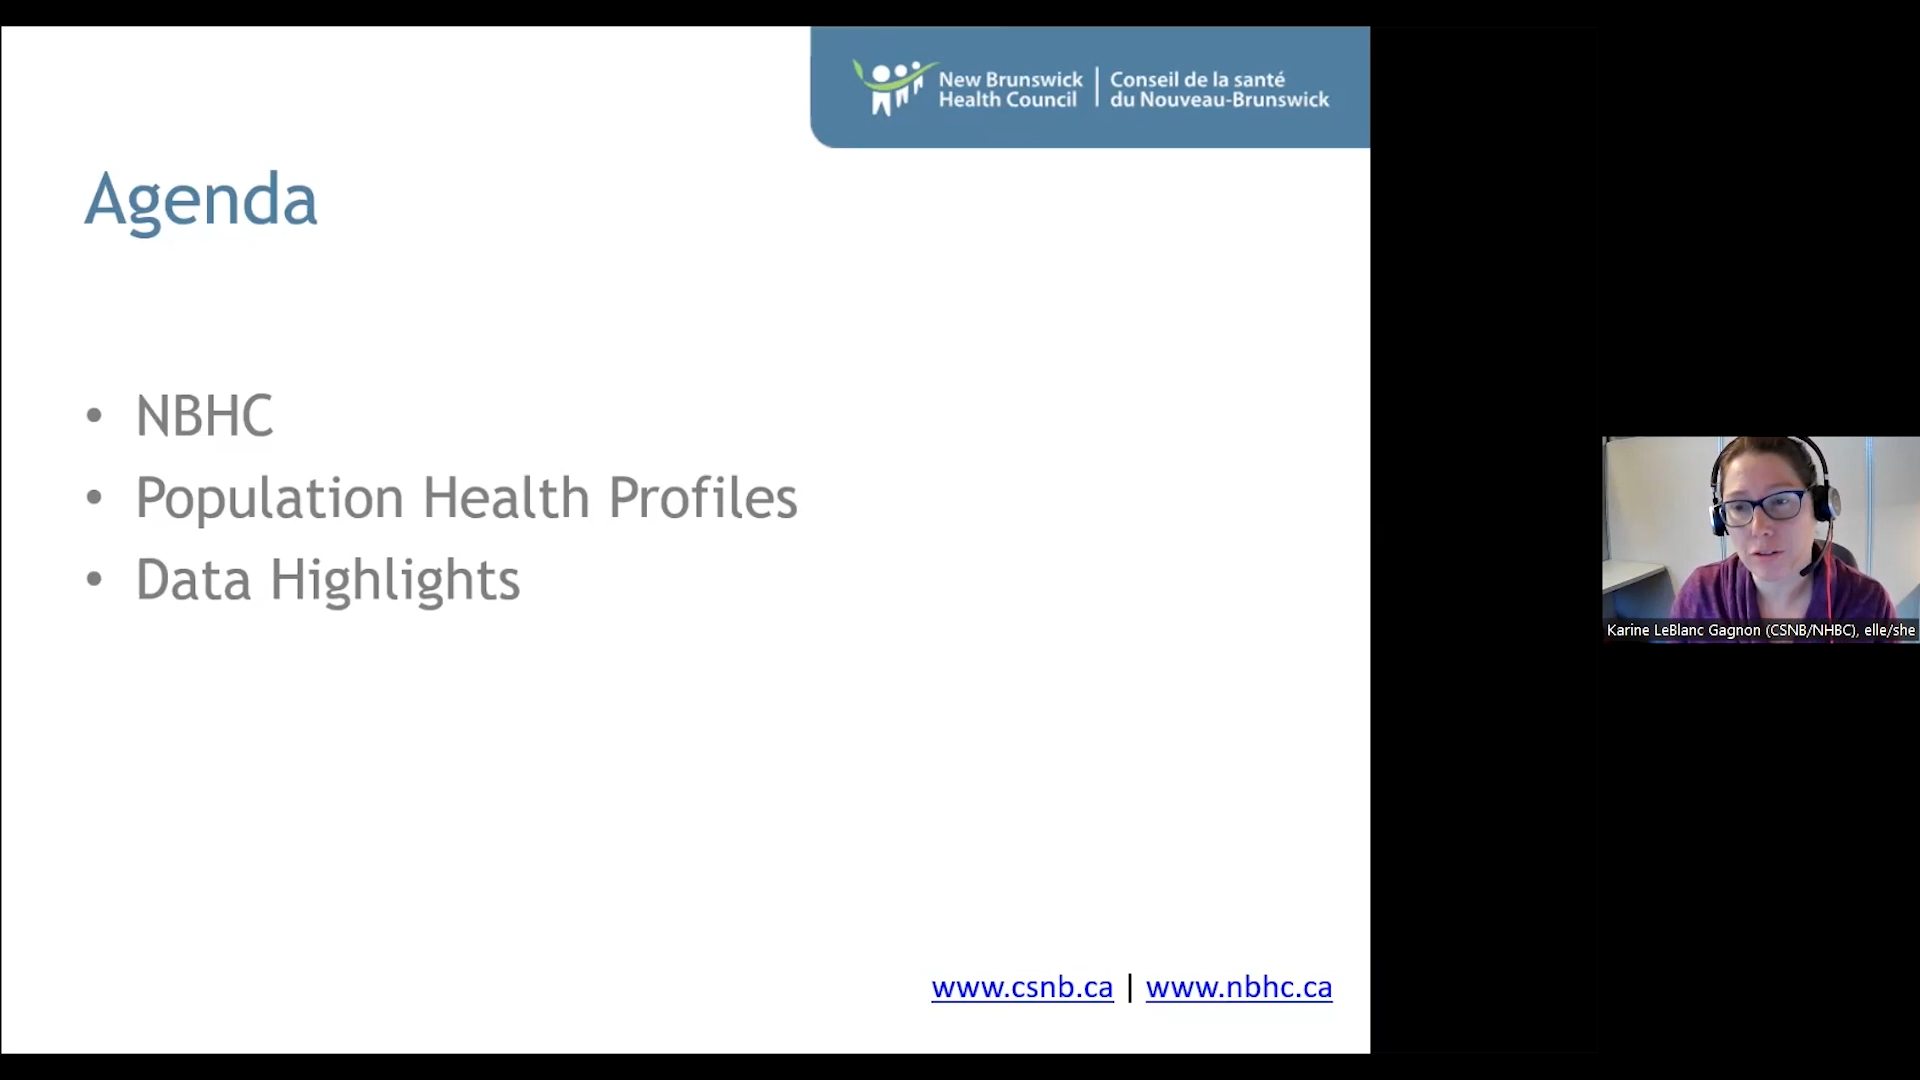 New Brunswick
Health Council
Conseil de la santé
du Nouveau-Brunswick
Agenda
• NBHC
• Population Health Profiles
• Data Highlights
Karine LeBlanc Gagnon (CSNB/NHBC), elle/she
www.csnb.ca | www.nbhc.ca